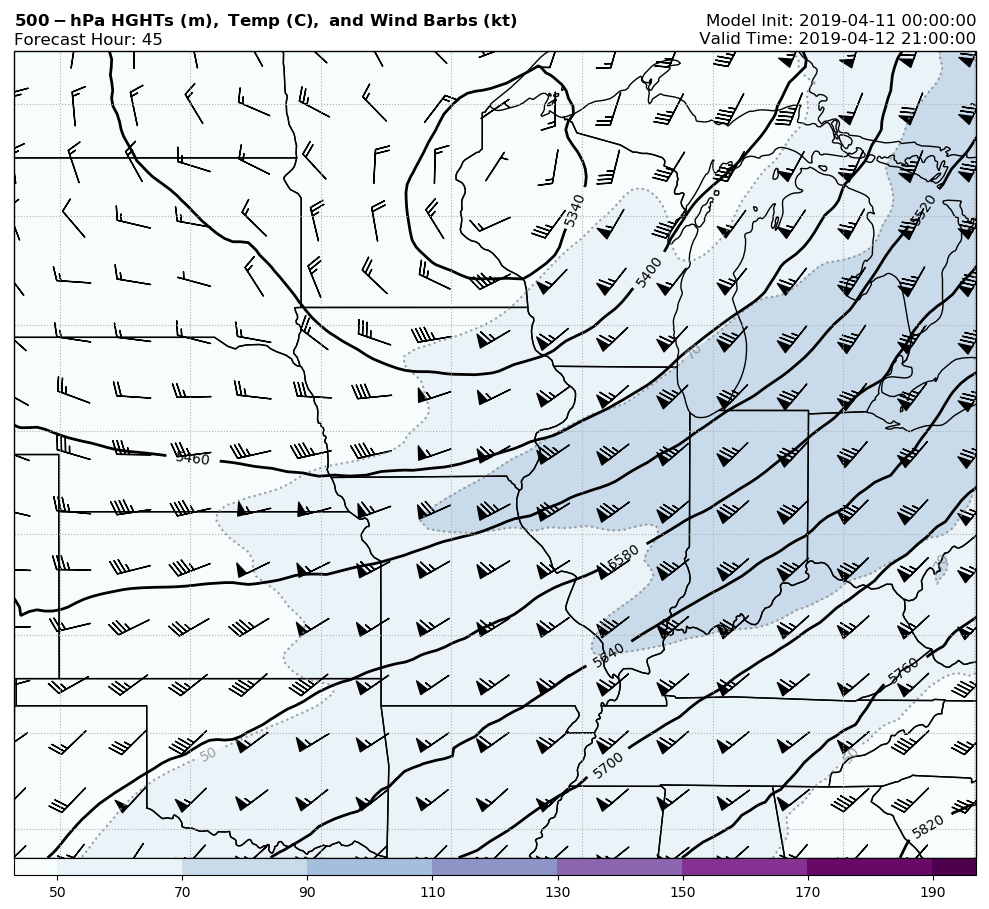 500-hPa HGHTs (m), Temp (C), and Wind Barbs (kt)
Model Init: 2019-04-11 00:00:00
Forecast Hour: 45
Valid Time: 2019-04-12 21:00:00
5340
5520
5400
70
5460
5580
5640
5760
50
50
5700
5820
50 70 90 110 130 150 170 190